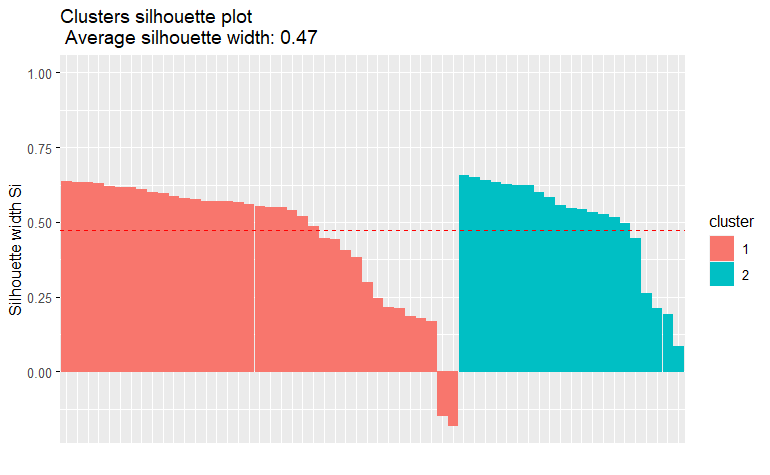 Clusters silhouette plot
Average silhouette width: 0.47
1.00
0.75
0.50
0.25
0.00
Silhouette width Si
cluster
1
2